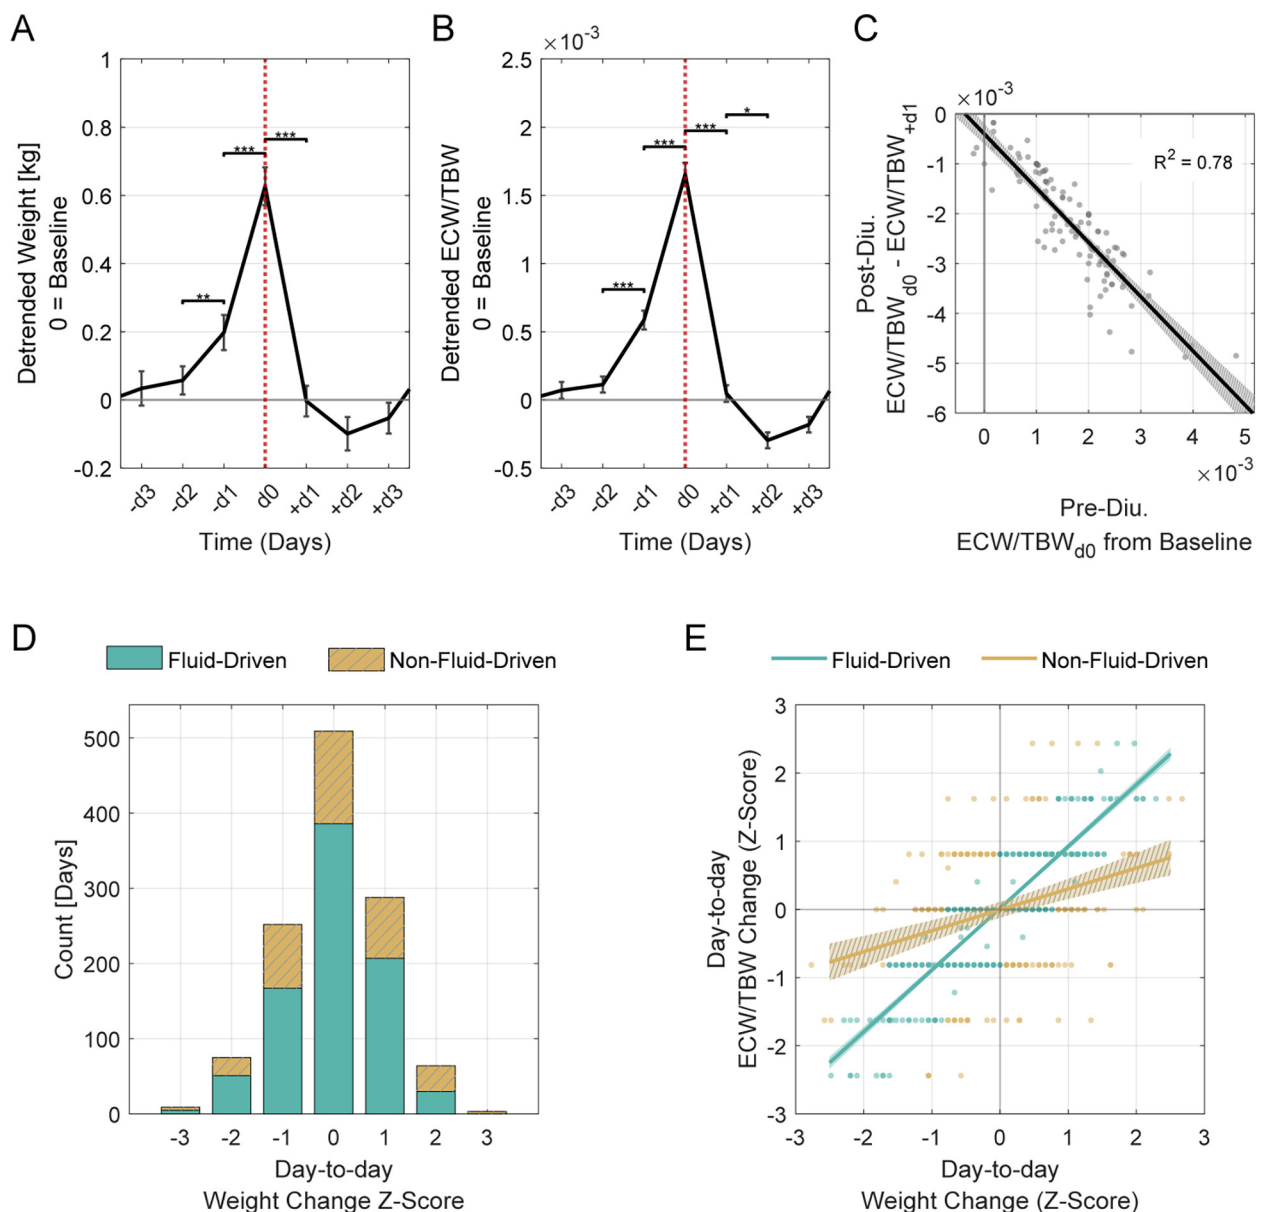 A
Detrended Weight [kg]
0 = Baseline
1
0.8
0.6
0.4
0.2
0
-0.2
***
***
**
-d3
-d2
-d1
d0
+d1
+d2
+d3
Time (Days)
B
×10⁻³
Detrended ECW/TBW
0 = Baseline
2.5
2
1.5
1
0.5
0
-0.5
*
***
***
***
-d3
-d2
-d1
d0
+d1
+d2
+d3
Time (Days)
C
×10⁻³
Post-Diu.
ECW/TBWd0 - ECW/TBW+d1
0
-1
-2
-3
-4
-5
-6
R² = 0.78
0 1 2 3 4 5
×10⁻³
Pre-Diu.
ECW/TBWd0 from Baseline
D
Fluid-Driven Non-Fluid-Driven
Count [Days]
500
400
300
200
100
0
-3 -2 -1 0 1 2 3
Day-to-day
Weight Change Z-Score
E
Fluid-Driven Non-Fluid-Driven
Day-to-day
ECW/TBW Change (Z-Score)
3
2
1
0
-1
-2
-3
-3 -2 -1 0 1 2 3
Day-to-day
Weight Change (Z-Score)